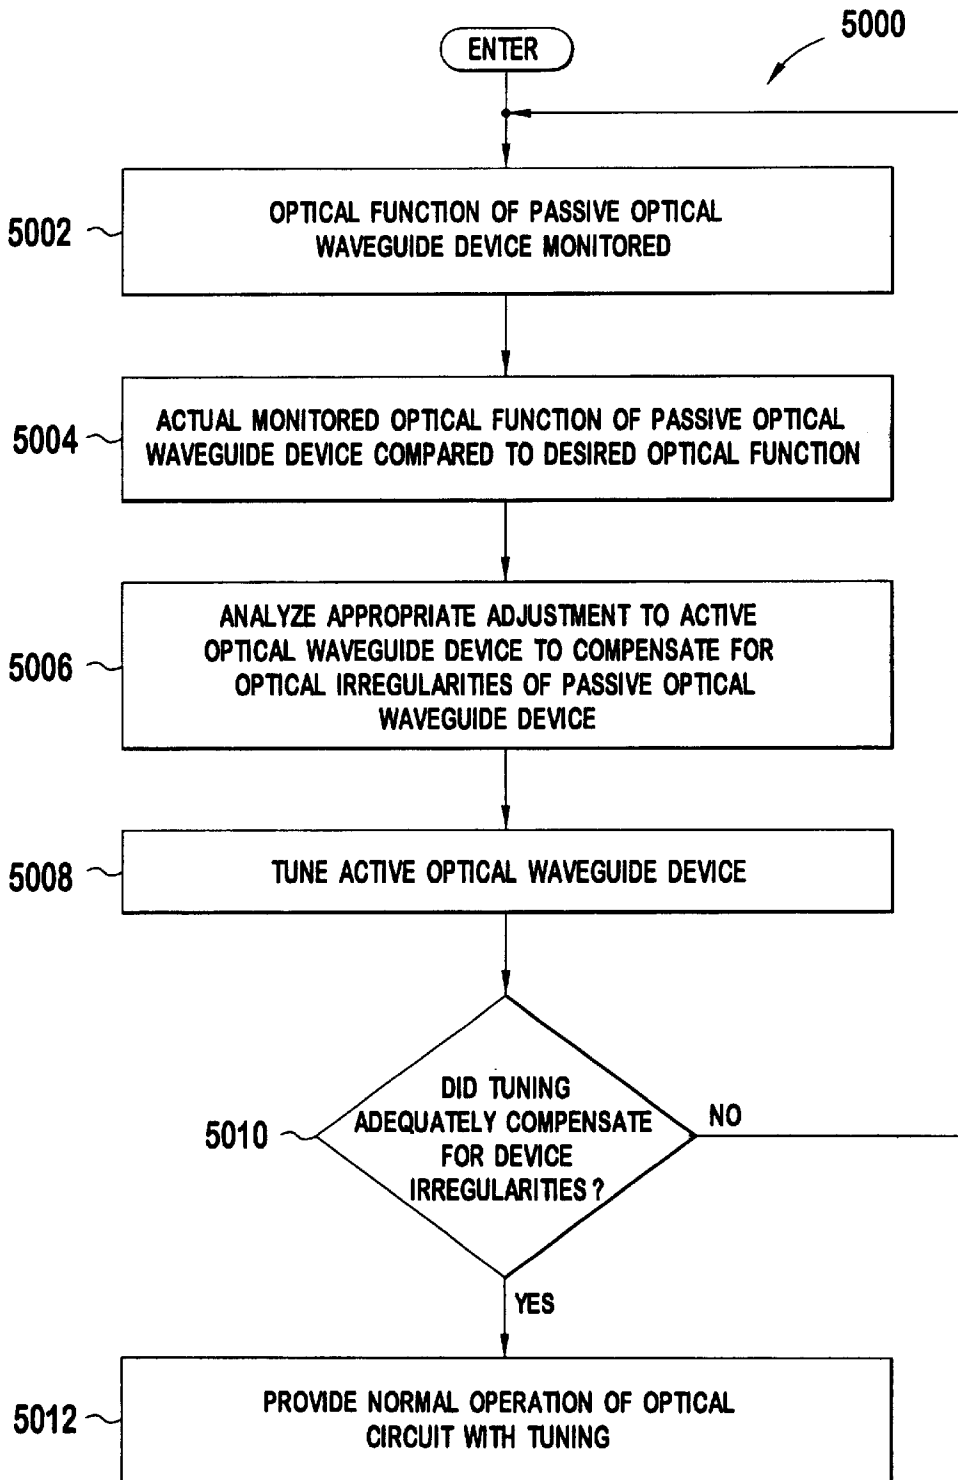 ENTER
5000
5002
OPTICAL FUNCTION OF PASSIVE OPTICAL
WAVEGUIDE DEVICE MONITORED
5004
ACTUAL MONITORED OPTICAL FUNCTION OF PASSIVE OPTICAL
WAVEGUIDE DEVICE COMPARED TO DESIRED OPTICAL FUNCTION
5006
ANALYZE APPROPRIATE ADJUSTMENT TO ACTIVE
OPTICAL WAVEGUIDE DEVICE TO COMPENSATE FOR
OPTICAL IRREGULARITIES OF PASSIVE OPTICAL
WAVEGUIDE DEVICE
5008
TUNE ACTIVE OPTICAL WAVEGUIDE DEVICE
5010
DID TUNING
ADEQUATELY COMPENSATE
FOR DEVICE
IRREGULARITIES?
NO
YES
5012
PROVIDE NORMAL OPERATION OF OPTICAL
CIRCUIT WITH TUNING